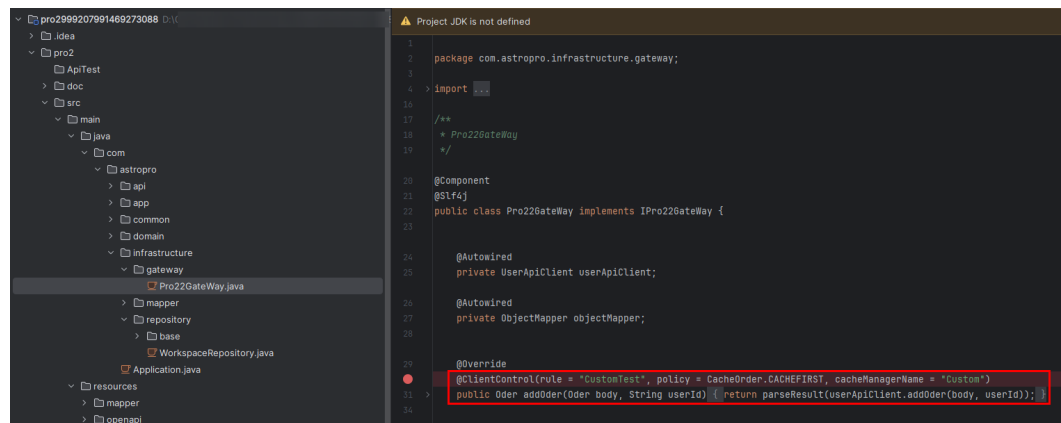 pro2999207991469273088 D:\(
.idea
pro2
ApiTest
doc
src
main
java
com
astropro
api
app
common
domain
infrastructure
gateway
Pro22GateWay.java
mapper
repository
base
WorkspaceRepository.java
Application.java
resources
mapper
openapi
Project JDK is not defined
1
2 package com.astropro.infrastructure.gateway;
3
4 import ...
16
17 /**
18 * Pro22GateWay
19 */
20 @Component
21 @Slf4j
22 public class Pro22GateWay implements IPro22GateWay {
23
24 @Autowired
25 private UserApiClient userApiClient;
26 @Autowired
27 private ObjectMapper objectMapper;
28
29 @Override
@ClientControl(rule = "CustomTest", policy = CacheOrder.CACHEFIRST, cacheManagerName = "Custom")
31 public Oder addOder(Oder body, String userId) { return parseResult(userApiClient.addOder(body, userId)); }
34